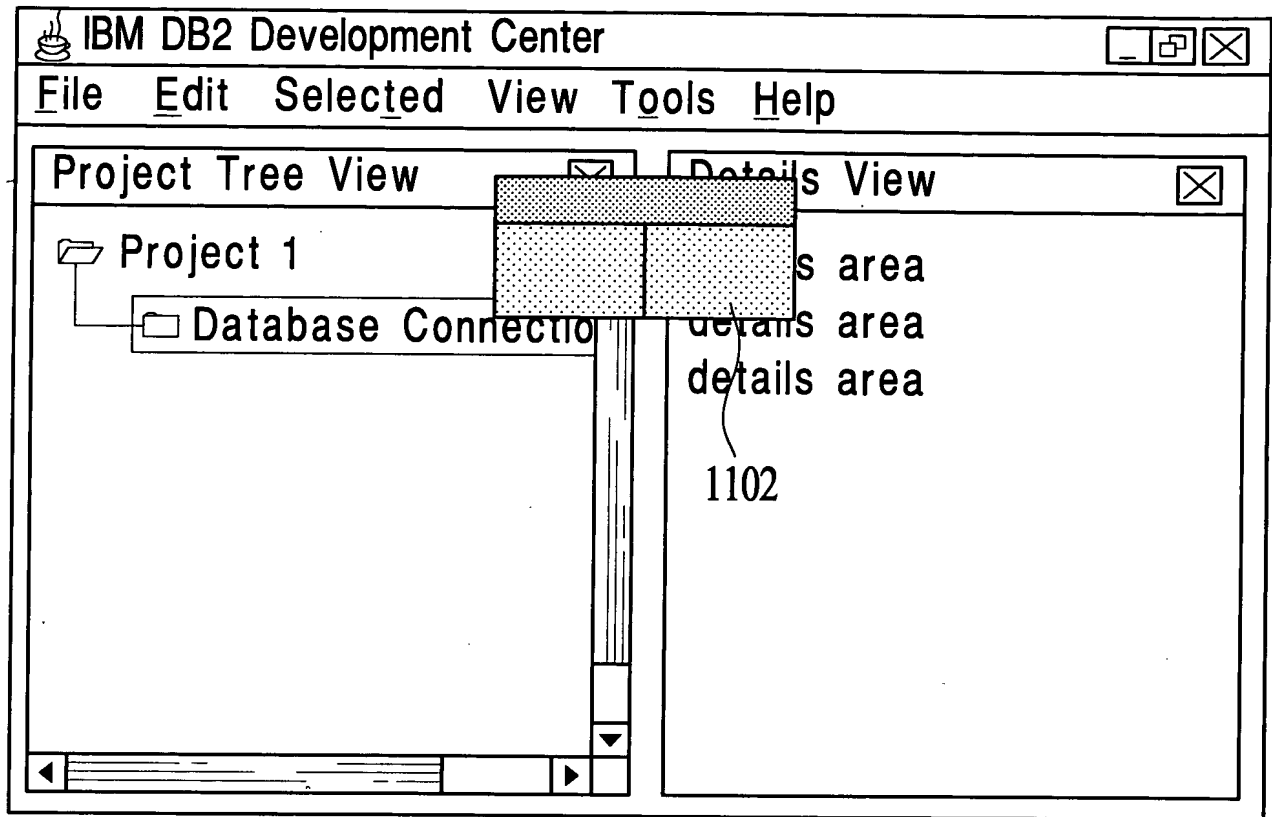 IBM DB2 Development Center
File Edit Selected View Tools Help
Project Tree View
Details View
Project 1
s area
Database Connectio
details area
details area
1102